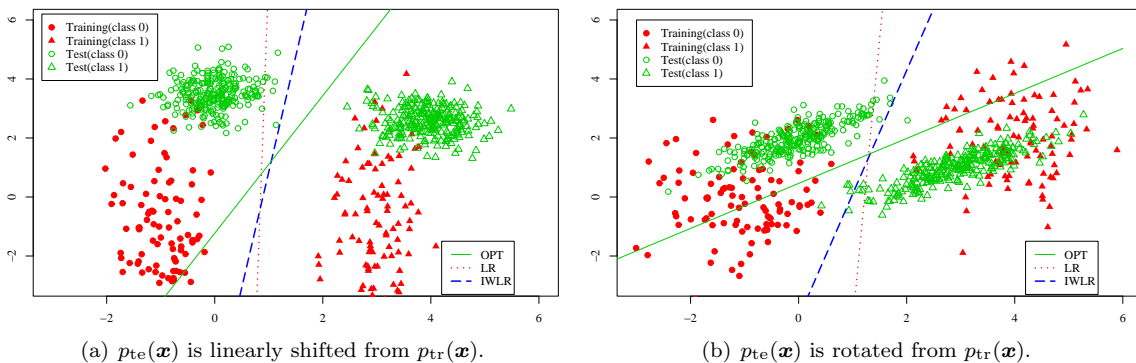 6
4
2
0
2
4
−2
0
2
4
6
Training(class 0)
Training(class 1)
Test(class 0)
Test(class 1)
OPT
LR
IWLR
(a) pte(x) is linearly shifted from ptr(x).
6
4
2
0
2
−2
0
2
4
6
Training(class 0)
Training(class 1)
Test(class 0)
Test(class 1)
OPT
LR
IWLR
(b) pte(x) is rotated from ptr(x).